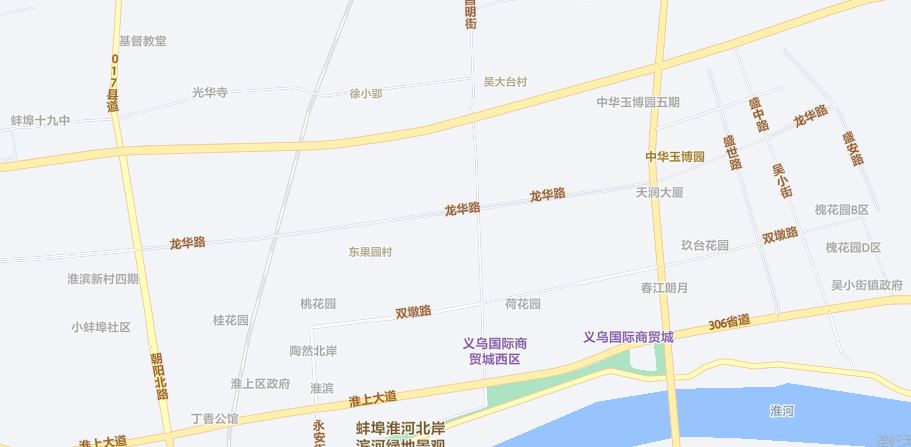 昌明街
基督教堂
017县道
吴大台村
光华寺
徐小郢
中华玉博园五期
盛中路
龙华路
蚌埠十九中
盛世路
盛安路
中华玉博园
吴小街
天润大厦
龙华路
龙华路
槐花园B区
龙华路
双墩路
玖台花园
槐花园D区
东果园村
淮滨新村四期
春江朗月
吴小街镇政府
桃花园
荷花园
双墩路
桂花园
306省道
小蚌埠社区
义乌国际商贸城
义乌国际商
贸城西区
陶然北岸
朝阳北路
淮上区政府
淮滨
淮上大道
淮河
丁香公馆
永安街
蚌埠淮河北岸
滨河绿地景观
淮上大道